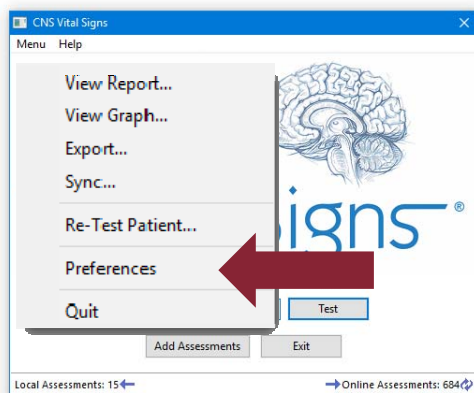 CNS Vital Signs
Menu Help
View Report...
View Graph...
Export...
Sync...
Re-Test Patient...
Preferences
Quit
igns®
Test
Add Assessments Exit
Local Assessments: 15 Online Assessments: 684